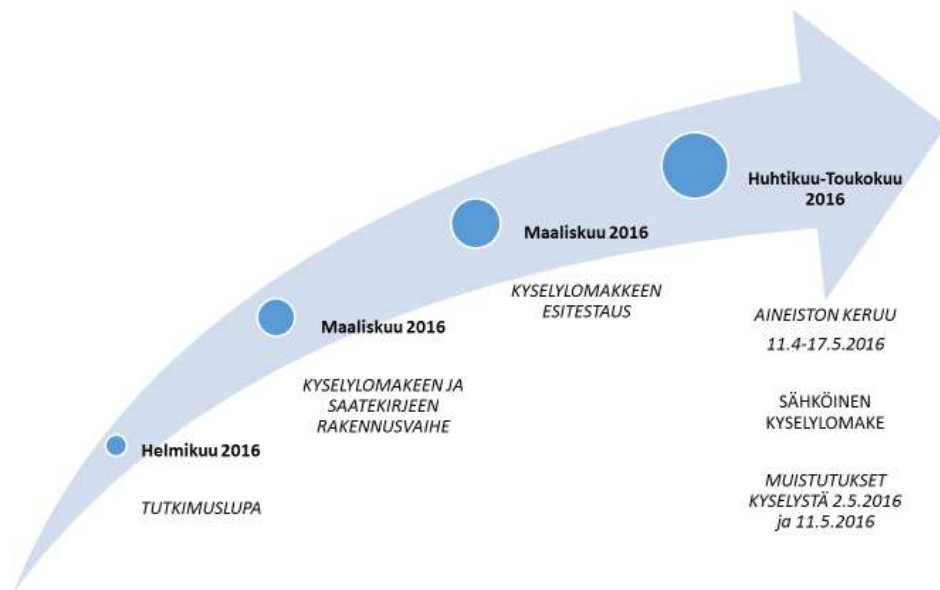 Helmikuu 2016
TUTKIMUSLUPA
Maaliskuu 2016
KYSELYLOMAKEEN JA
SAATEKIRJEEN
RAKENNUSVAIHE
Maaliskuu 2016
KYSELYLOMAKKEEN
ESITESTAUS
Huhtikuu-Toukokuu
2016
AINEISTON KERUU
11.4-17.5.2016
SÄHKÖINEN
KYSELYLOMAKE
MUISTUTUKSET
KYSELYSTÄ 2.5.2016
ja 11.5.2016